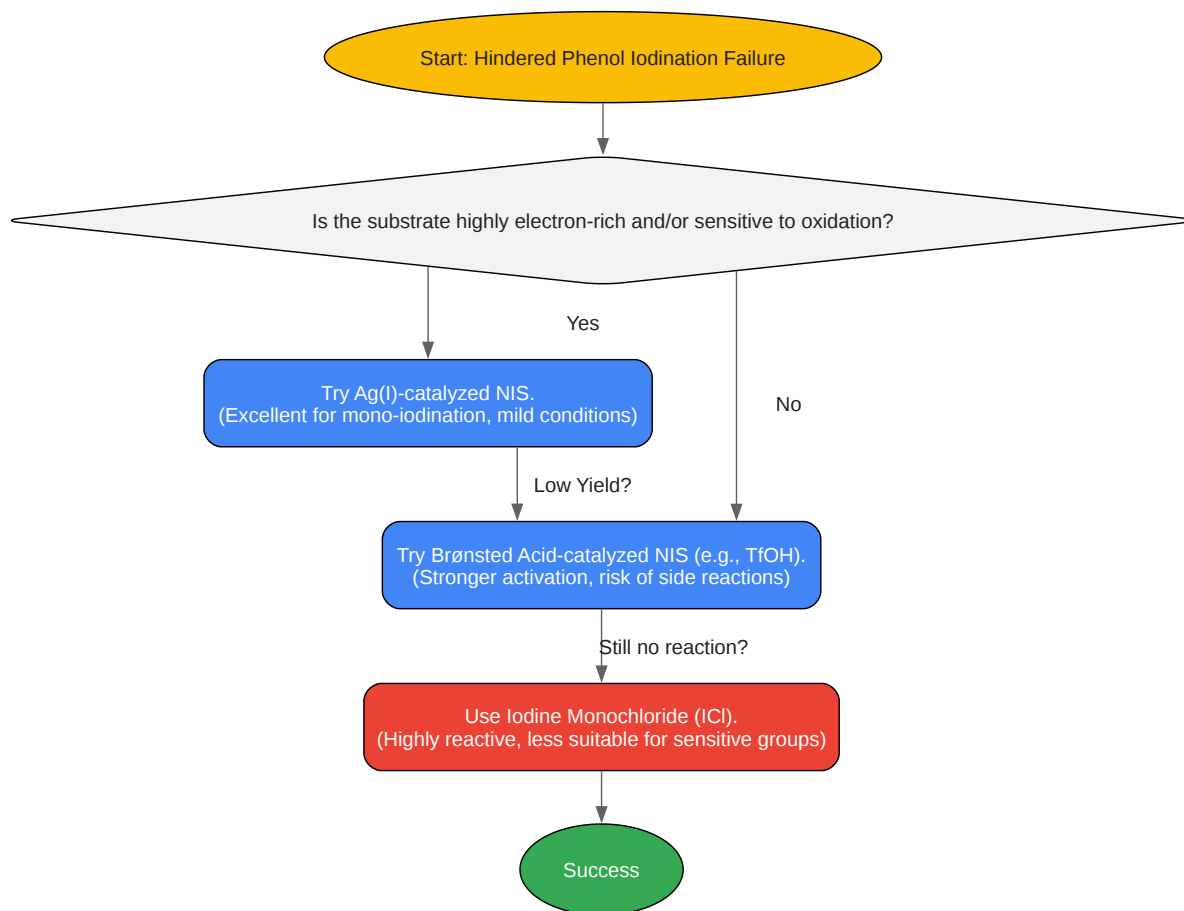 Start: Hindered Phenol Iodination Failure
Is the substrate highly electron-rich and/or sensitive to oxidation?
Yes
Try Ag(I)-catalyzed NIS.
(Excellent for mono-iodination, mild conditions)
No
Low Yield?
Try Brønsted Acid-catalyzed NIS (e.g., TfOH).
(Stronger activation, risk of side reactions)
Still no reaction?
Use Iodine Monochloride (ICl).
(Highly reactive, less suitable for sensitive groups)
Success